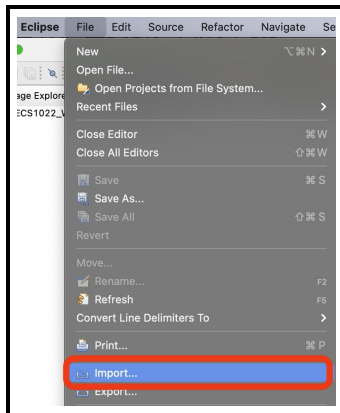 Eclipse File Edit Source Refactor Navigate Se
New ⌥⌘N >
Open File...
Open Projects from File System...
age Explore
Recent Files >
Close Editor ⌘W
Close All Editors ⇧⌘W
Save ⌘S
Save As...
Save All ⇧⌘S
Revert
Move...
Rename... F2
Refresh F5
Convert Line Delimiters To >
Print... ⌘P
Import...
Export...